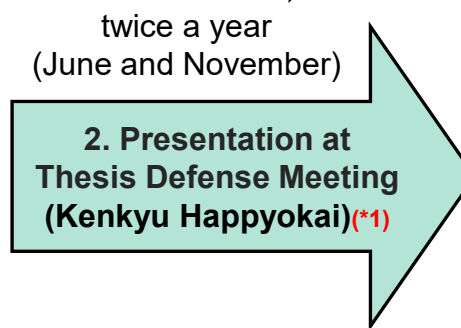 twice a year
(June and November)
2. Presentation at
Thesis Defense Meeting
(Kenkyu Happyokai)(*1)